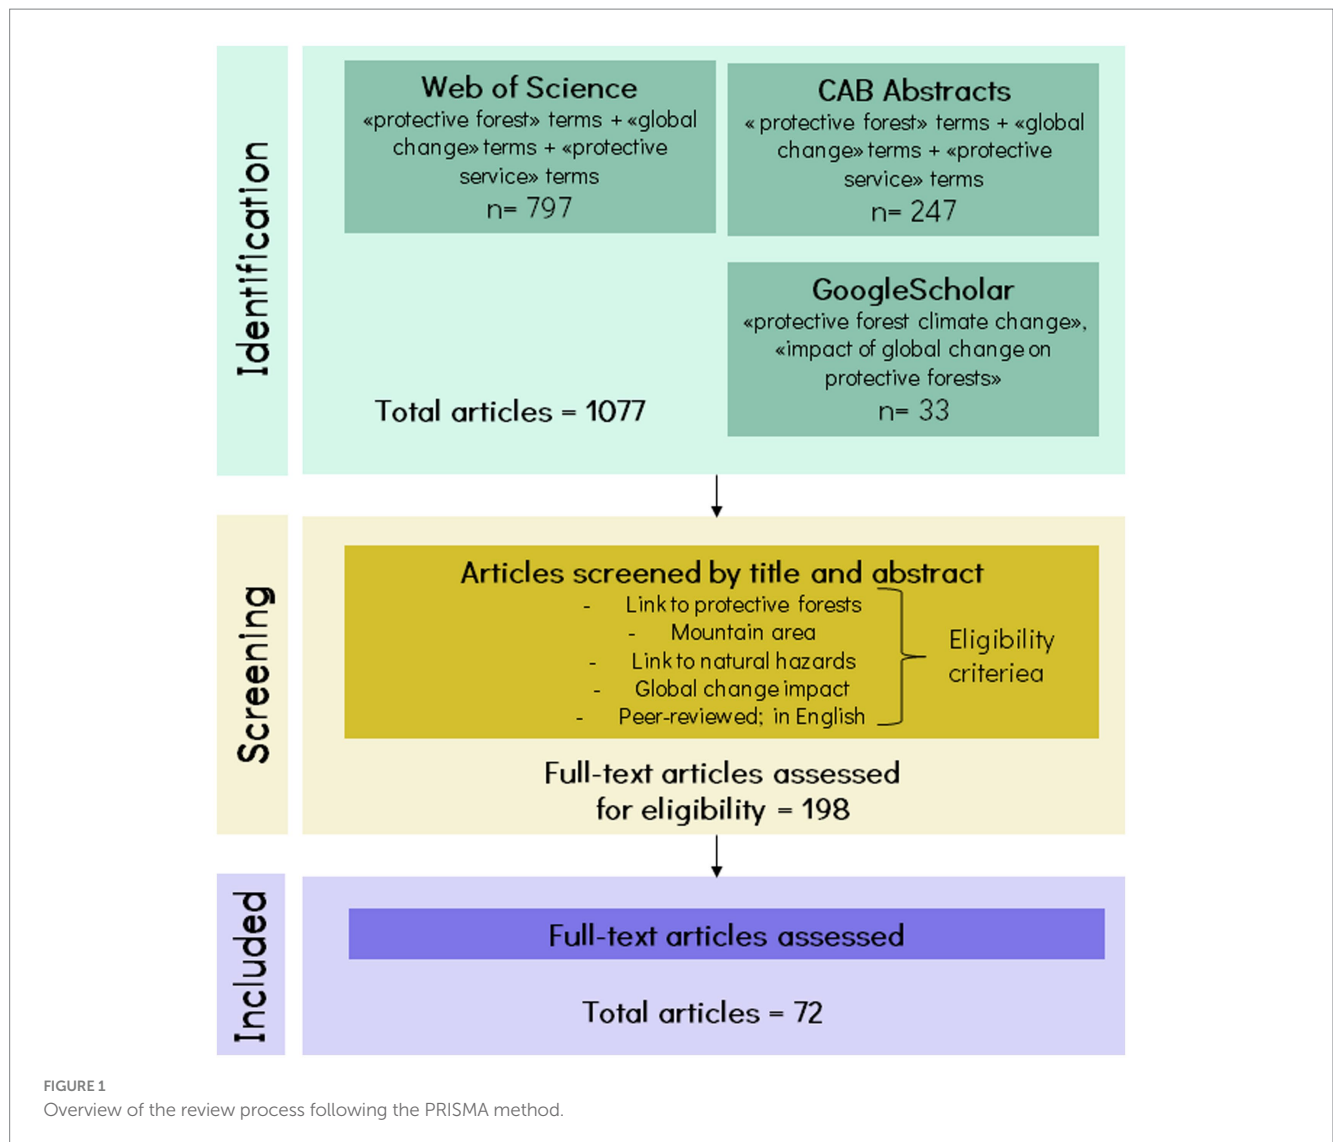 Identification
Web of Science
«protective forest» terms + «global
change» terms + «protective
service» terms
n= 797
CAB Abstracts
« protective forest» terms + «global
change» terms + «protective
service» terms
n= 247
GoogleScholar
«protective forest climate change»,
«impact of global change on
protective forests»
n= 33
Total articles = 1077
Screening
Articles screened by title and abstract
- Link to protective forests
- Mountain area
- Link to natural hazards
- Global change impact
- Peer-reviewed; in English
Eligibility
criteriea
Full-text articles assessed
for eligibility = 198
Included
Full-text articles assessed
Total articles = 72
FIGURE 1
Overview of the review process following the PRISMA method.